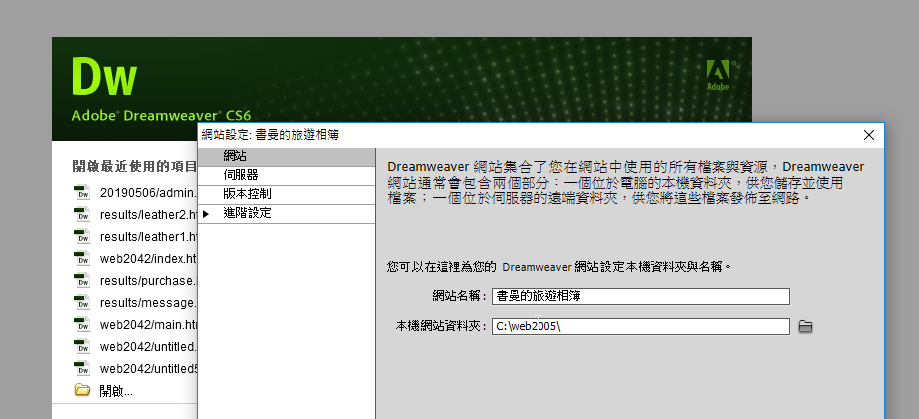 Dw
Adobe® Dreamweaver® CS6
Adobe
網站設定: 書曼的旅遊相簿
開啟最近使用的項目
20190506/admin.
results/leather2.h
results/leather1.h
web2042/index.ht
results/purchase.
results/message.
web2042/main.htr
web2042/untitled.
web2042/untitled5
開啟...
網站
伺服器
版本控制
進階設定
Dreamweaver 網站集合了您在網站中使用的所有檔案與資源，Dreamweaver
網站通常會包含兩個部分：一個位於電腦的本機資料夾，供您儲存並使用
檔案；一個位於伺服器的遠端資料夾，供您將這些檔案發佈至網路。
您可以在這裡為您的 Dreamweaver 網站設定本機資料夾與名稱。
網站名稱: 書曼的旅遊相簿
本機網站資料夾: C:\web2005\